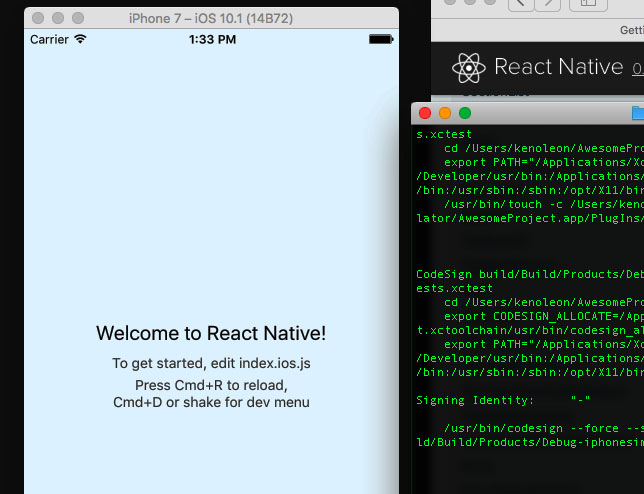 iPhone 7 – iOS 10.1 (14B72)
Carrier
1:33 PM
Welcome to React Native!
To get started, edit index.ios.js
Press Cmd+R to reload,
Cmd+D or shake for dev menu
Getti
React Native 0.
s.xctest
cd /Users/kenoleon/AwesomePro
export PATH="/Applications/Xc
/Developer/usr/bin:/Applications/
/bin:/usr/sbin:/sbin:/opt/X11/bin
/usr/bin/touch -c /Users/keno
lator/AwesomeProject.app/PlugIns/
CodeSign build/Build/Products/Deb
ests.xctest
cd /Users/kenoleon/AwesomePro
export CODESIGN_ALLOCATE=/App
t.xctoolchain/usr/bin/codesign_al
export PATH="/Applications/Xc
/Developer/usr/bin:/Applications/
/bin:/usr/sbin:/sbin:/opt/X11/bin
Signing Identity:     "-"
/usr/bin/codesign --force --s
ld/Build/Products/Debug-iphonesim